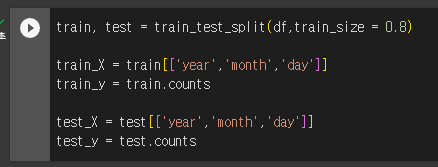 train, test = train_test_split(df,train_size = 0.8)
train_X = train[['year','month','day']]
train_y = train.counts
test_X = test[['year','month','day']]
test_y = test.counts